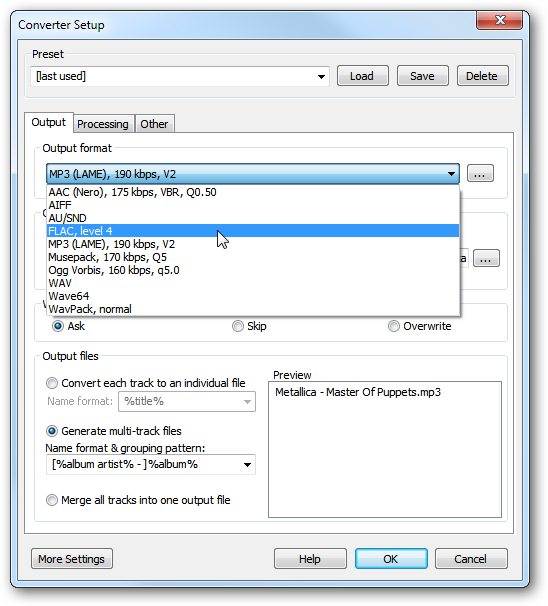 Converter Setup
Preset
[last used]
Load
Save
Delete
Output
Processing
Other
Output format
MP3 (LAME), 190 kbps, V2
...
AAC (Nero), 175 kbps, VBR, Q0.50
AIFF
AU/SND
FLAC, level 4
MP3 (LAME), 190 kbps, V2
Musepack, 170 kbps, Q5
Ogg Vorbis, 160 kbps, q5.0
WAV
Wave64
WavPack, normal
...
Ask
Skip
Overwrite
Output files
Convert each track to an individual file
Name format:
%title%
Generate multi-track files
Name format & grouping pattern:
[%album artist% - ]%album%
Merge all tracks into one output file
Preview
Metallica - Master Of Puppets.mp3
More Settings
Help
OK
Cancel